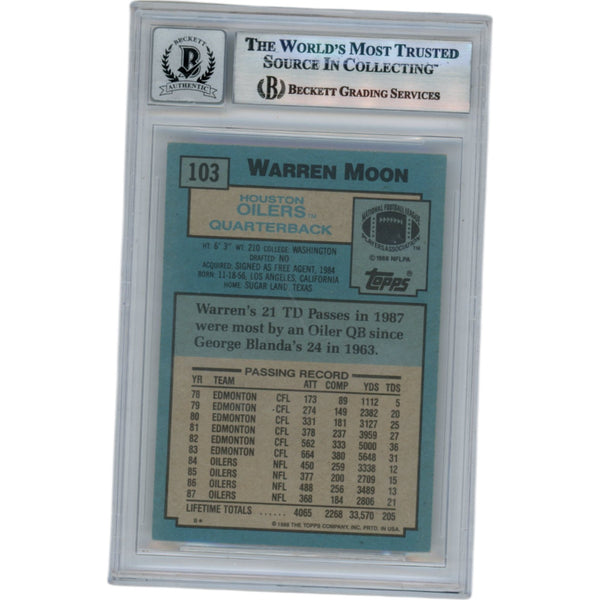 BECKETT
B
AUTHENTIC
THE WORLD'S MOST TRUSTED
SOURCE IN COLLECTING™
B BECKETT GRADING SERVICES
103 WARREN MOON
HOUSTON
OILERS™
QUARTERBACK
NATIONAL FOOTBALL LEAGUE
PLAYERS ASSOCIATION
™
©1988 NFLPA
Topps®
HT: 6' 3" WT: 210 COLLEGE: WASHINGTON
DRAFTED: NO
ACQUIRED: SIGNED AS FREE AGENT, 1984
BORN: 11-18-56, LOS ANGELES, CALIFORNIA
HOME: SUGAR LAND, TEXAS
Warren's 21 TD Passes in 1987
were most by an Oiler QB since
George Blanda's 24 in 1963.
PASSING RECORD
YR TEAM ATT COMP YDS TDS
78 EDMONTON CFL 173 89 1112 5
79 EDMONTON CFL 274 149 2382 20
80 EDMONTON CFL 331 181 3127 25
81 EDMONTON CFL 378 237 3959 27
82 EDMONTON CFL 562 333 5000 36
83 EDMONTON CFL 664 380 5648 31
84 OILERS NFL 450 259 3338 12
85 OILERS NFL 377 200 2709 15
86 OILERS NFL 488 256 3489 13
87 OILERS NFL 368 184 2806 21
LIFETIME TOTALS ...... 4065 2268 33,570 205
B★ ©1988 THE TOPPS COMPANY, INC. PRTD. IN USA.